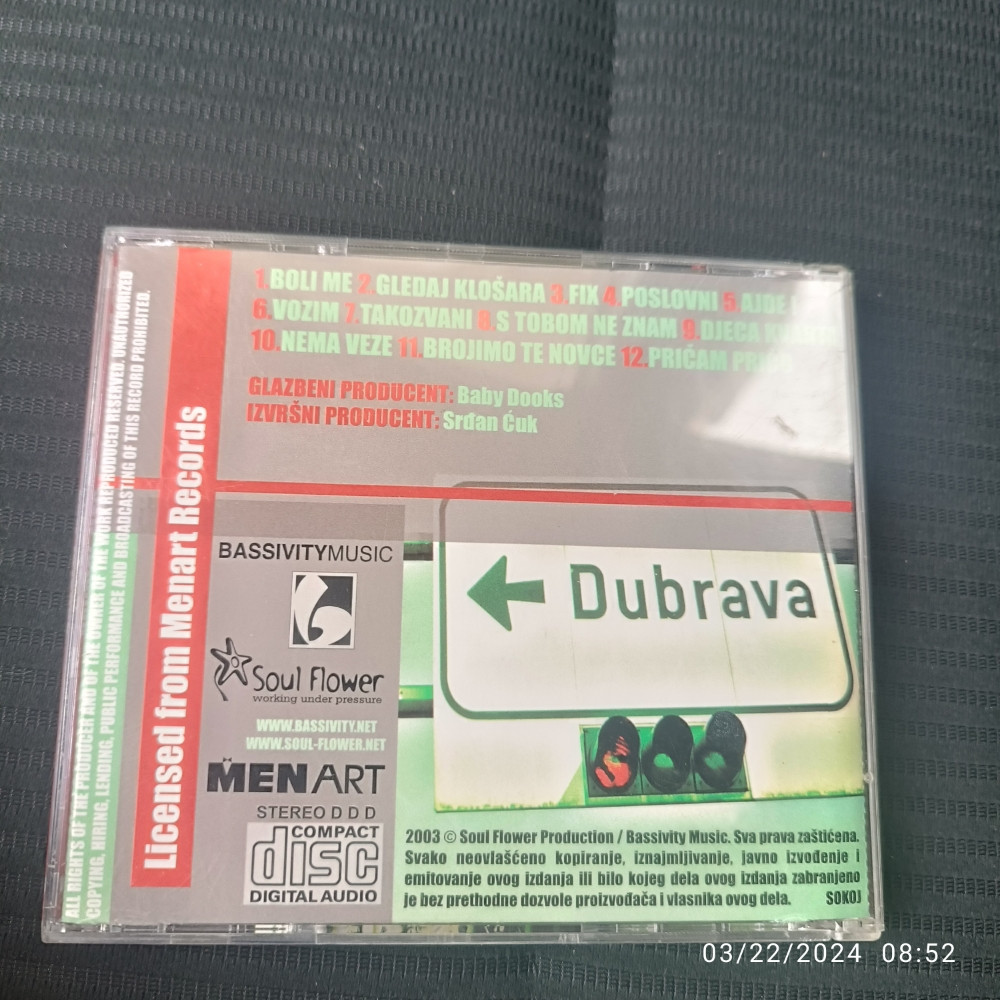 1.BOLI ME 2.GLEDAJ KLOŠARA 3.FIX 4.POSLOVNI 5.AJDE
6.VOZIM 7.TAKOZVANI 8.S TOBOM NE ZNAM 9.DJECA
10.NEMA VEZE 11.BROJIMO TE NOVCE 12.PRIČAM
GLAZBENI PRODUCENT: Baby Dooks
IZVRŠNI PRODUCENT: Srđan Ćuk
ALL RIGHTS OF THE PRODUCER AND OF THE OWNER OF THE WORK REPRODUCED RESERVED. UNAUTHORIZED
COPYING, HIRING, LENDING, PUBLIC PERFORMANCE AND BROADCASTING OF THIS RECORD PROHIBITED.
Licensed from Menart Records
BASSIVITYMUSIC
Soul Flower
working under pressure
WWW.BASSIVITY.NET
WWW.SOUL-FLOWER.NET
MENART
STEREO D D D
COMPACT
disc
DIGITAL AUDIO
Dubrava
2003 © Soul Flower Production / Bassivity Music. Sva prava zaštićena.
Svako neovlašćeno kopiranje, iznajmljivanje, javno izvođenje i
emitovanje ovog izdanja ili bilo kojeg dela ovog izdanja zabranjeno
je bez prethodne dozvole proizvođača i vlasnika ovog dela. SOKOJ
03/22/2024 08:52